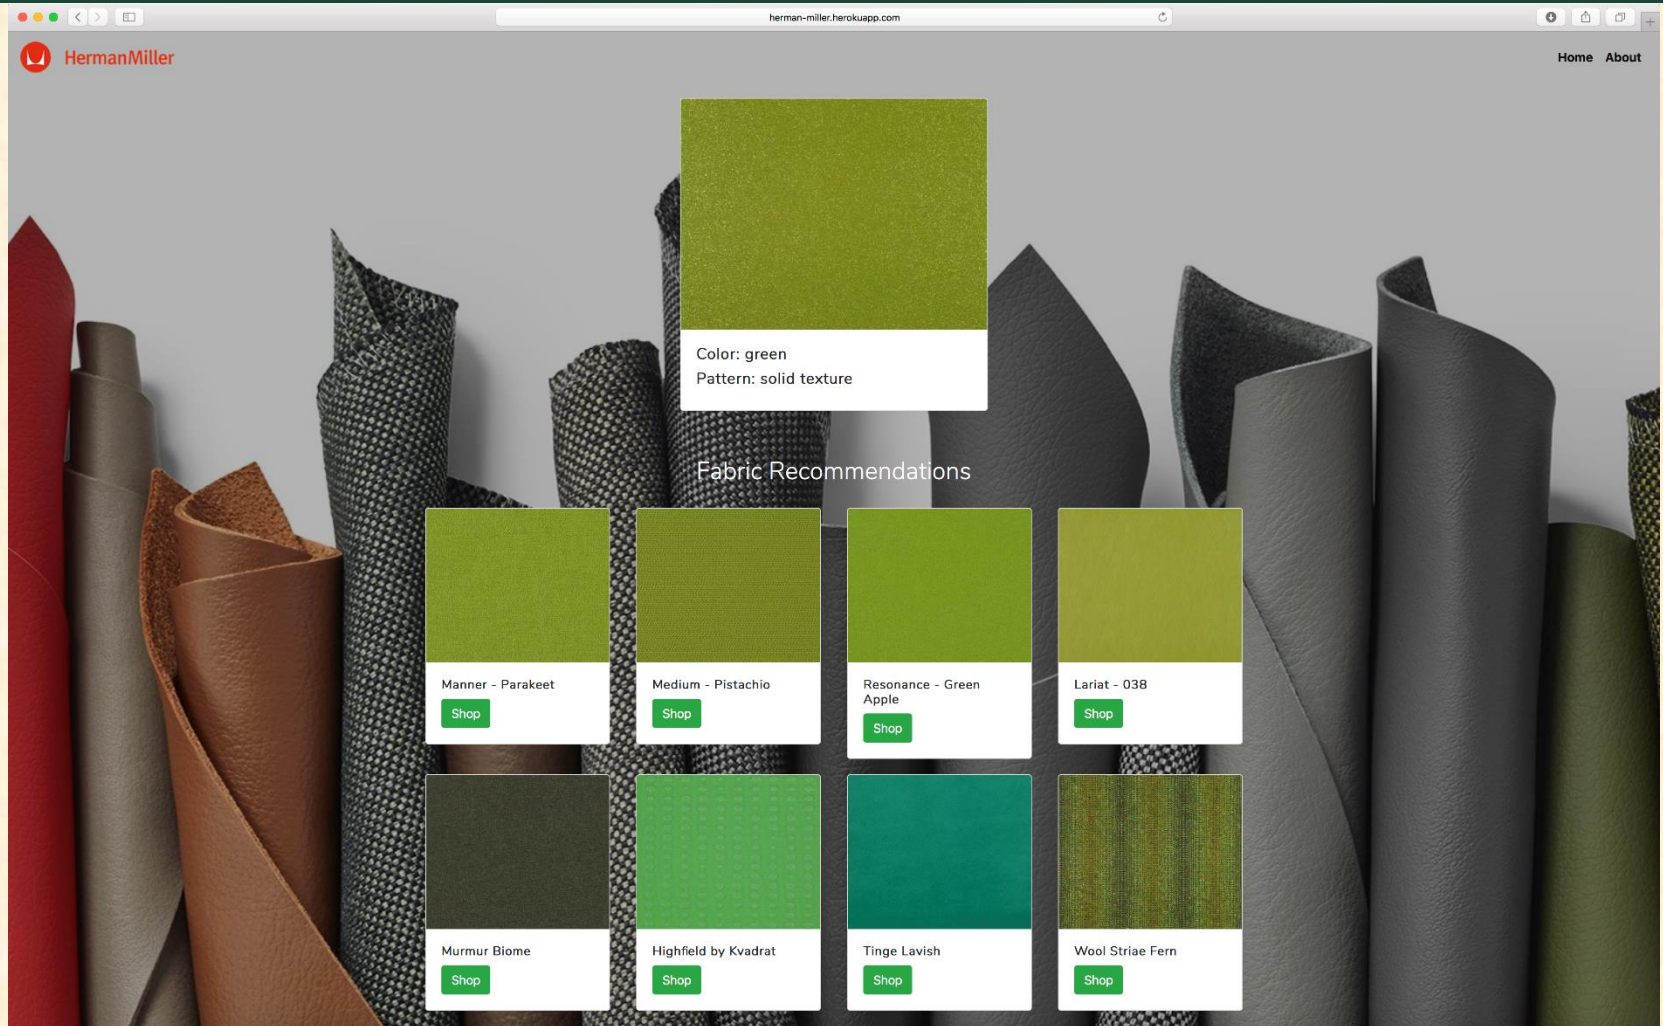 herman-miller.herokuapp.com
HermanMiller
Home About
Color: green
Pattern: solid texture
Fabric Recommendations
Manner - Parakeet
Shop
Medium - Pistachio
Shop
Resonance - Green
Apple
Shop
Lariat - 038
Shop
Murmur Biome
Shop
Highfield by Kvadrat
Shop
Tinge Lavish
Shop
Wool Striae Fern
Shop